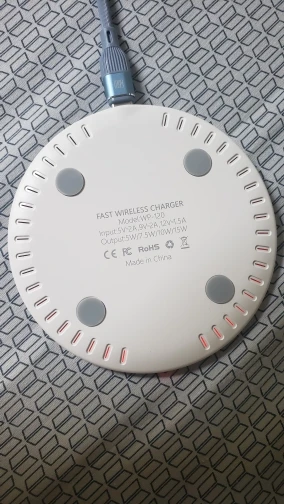 FAST WIRELESS CHARGER
Model:WP-120
Input:5V⎓2A,9V⎓2A,12V⎓1.5A
Output:5W/7.5W/10W/15W
CE FC RoHS
Made in China